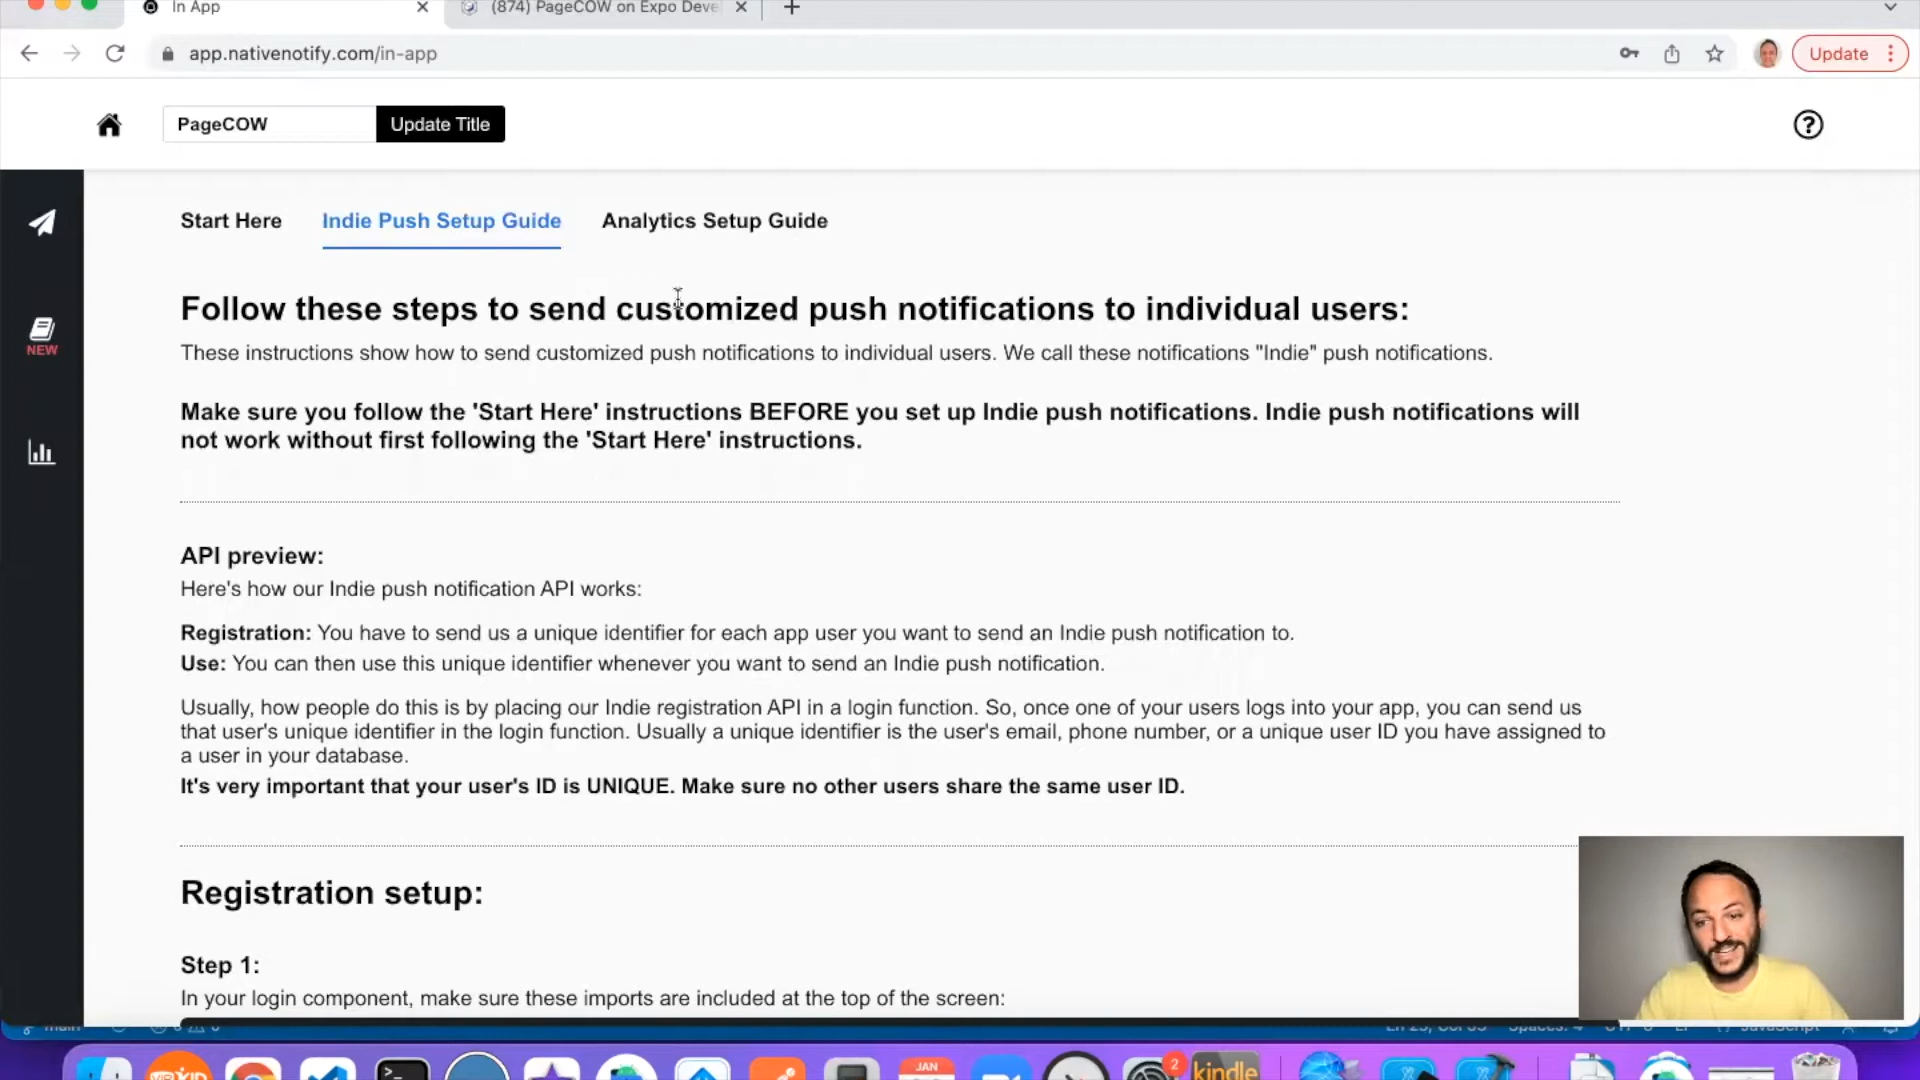 In App
(874) PageCOW on Expo Deve
app.nativenotify.com/in-app
Update
PageCOW
Update Title
Start Here
Indie Push Setup Guide
Analytics Setup Guide
NEW
Follow these steps to send customized push notifications to individual users:
These instructions show how to send customized push notifications to individual users. We call these notifications "Indie" push notifications.
Make sure you follow the 'Start Here' instructions BEFORE you set up Indie push notifications. Indie push notifications will
not work without first following the 'Start Here' instructions.
API preview:
Here's how our Indie push notification API works:
Registration: You have to send us a unique identifier for each app user you want to send an Indie push notification to.
Use: You can then use this unique identifier whenever you want to send an Indie push notification.
Usually, how people do this is by placing our Indie registration API in a login function. So, once one of your users logs into your app, you can send us
that user's unique identifier in the login function. Usually a unique identifier is the user's email, phone number, or a unique user ID you have assigned to
a user in your database.
It's very important that your user's ID is UNIQUE. Make sure no other users share the same user ID.
Registration setup:
Step 1:
In your login component, make sure these imports are included at the top of the screen:
main
JavaScript
JAN
2
kindle